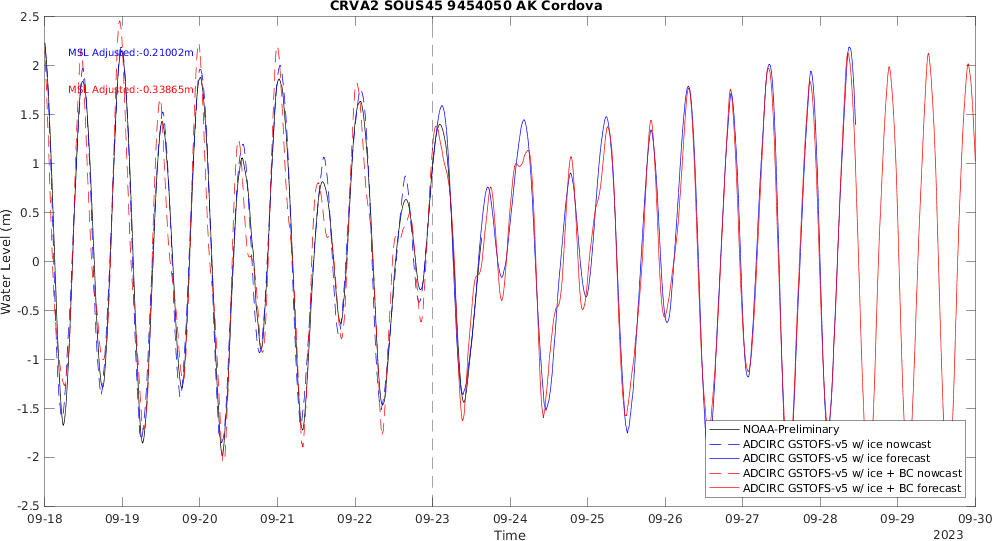 CRVA2 SOUS45 9454050 AK Cordova
MSL Adjusted:-0.21002m
MSL Adjusted:-0.33865m
Water Level (m)
2.5
2
1.5
1
0.5
0
-0.5
-1
-1.5
-2
-2.5
NOAA-Preliminary
ADCIRC GSTOFS-v5 w/ ice nowcast
ADCIRC GSTOFS-v5 w/ ice forecast
ADCIRC GSTOFS-v5 w/ ice + BC nowcast
ADCIRC GSTOFS-v5 w/ ice + BC forecast
09-18 09-19 09-20 09-21 09-22 09-23 09-24 09-25 09-26 09-27 09-28 09-29 09-30
Time
2023